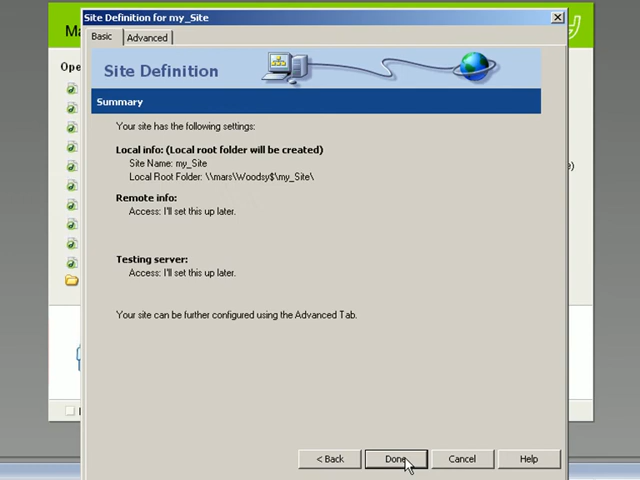 Site Definition for my_Site
Ma
Basic
Advanced
Ope
Site Definition
Summary
Your site has the following settings:
Local info: (Local root folder will be created)
Site Name: my_Site
Local Root Folder: \\mars\Woodsy$\my_Site\
Remote info:
Access: I'll set this up later.
Testing server:
Access: I'll set this up later.
Your site can be further configured using the Advanced Tab.
< Back
Done
Cancel
Help